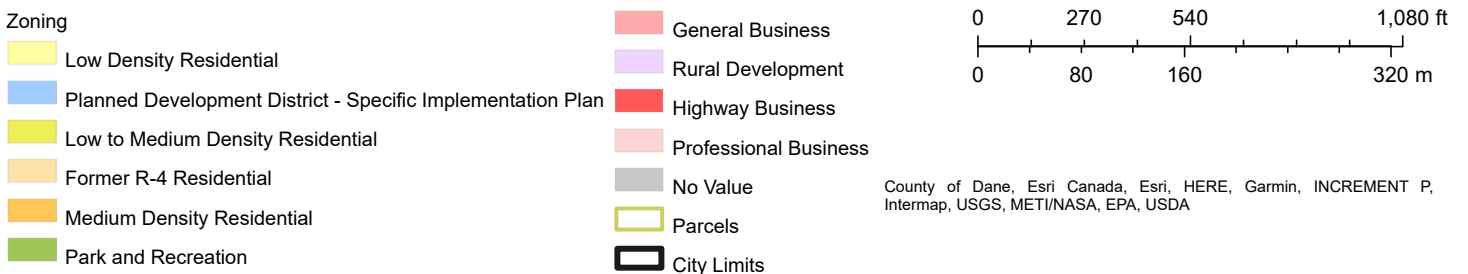 Zoning
Low Density Residential
Planned Development District - Specific Implementation Plan
Low to Medium Density Residential
Former R-4 Residential
Medium Density Residential
Park and Recreation
General Business
Rural Development
Highway Business
Professional Business
No Value
Parcels
City Limits
0 270 540 1,080 ft
0 80 160 320 m
County of Dane, Esri Canada, Esri, HERE, Garmin, INCREMENT P,
Intermap, USGS, METI/NASA, EPA, USDA